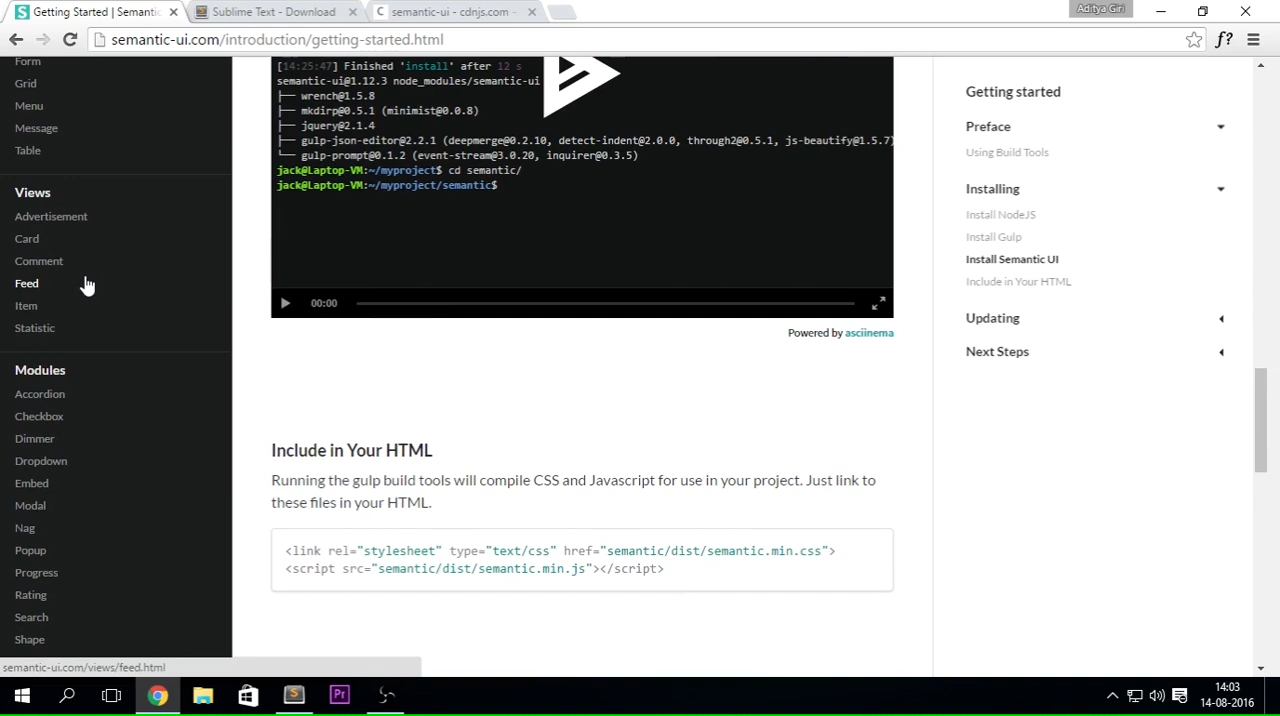 Getting Started | Semantic
Sublime Text - Download
semantic-ui - cdnjs.com -
Aditya Giri
semantic-ui.com/introduction/getting-started.html
f?
Form
Grid
Menu
Message
Table
Views
Advertisement
Card
Comment
Feed
Item
Statistic
Modules
Accordion
Checkbox
Dimmer
Dropdown
Embed
Modal
Nag
Popup
Progress
Rating
Search
Shape
semantic-ui.com/views/feed.html
[14:25:47] Finished 'install' after 12 s
semantic-ui@1.12.3 node_modules/semantic-ui
├── wrench@1.5.8
├── mkdirp@0.5.1 (minimist@0.0.8)
├── jquery@2.1.4
├── gulp-json-editor@2.2.1 (deepmerge@0.2.10, detect-indent@2.0.0, through2@0.5.1, js-beautify@1.5.7)
└── gulp-prompt@0.1.2 (event-stream@3.0.20, inquirer@0.3.5)
jack@Laptop-VM:~/myproject$ cd semantic/
jack@Laptop-VM:~/myproject/semantic$
00:00
Powered by asciinema
Include in Your HTML
Running the gulp build tools will compile CSS and Javascript for use in your project. Just link to
these files in your HTML.
<link rel="stylesheet" type="text/css" href="semantic/dist/semantic.min.css">
<script src="semantic/dist/semantic.min.js"></script>
Getting started
Preface
Using Build Tools
Installing
Install NodeJS
Install Gulp
Install Semantic UI
Include in Your HTML
Updating
Next Steps
14:03
14-08-2016